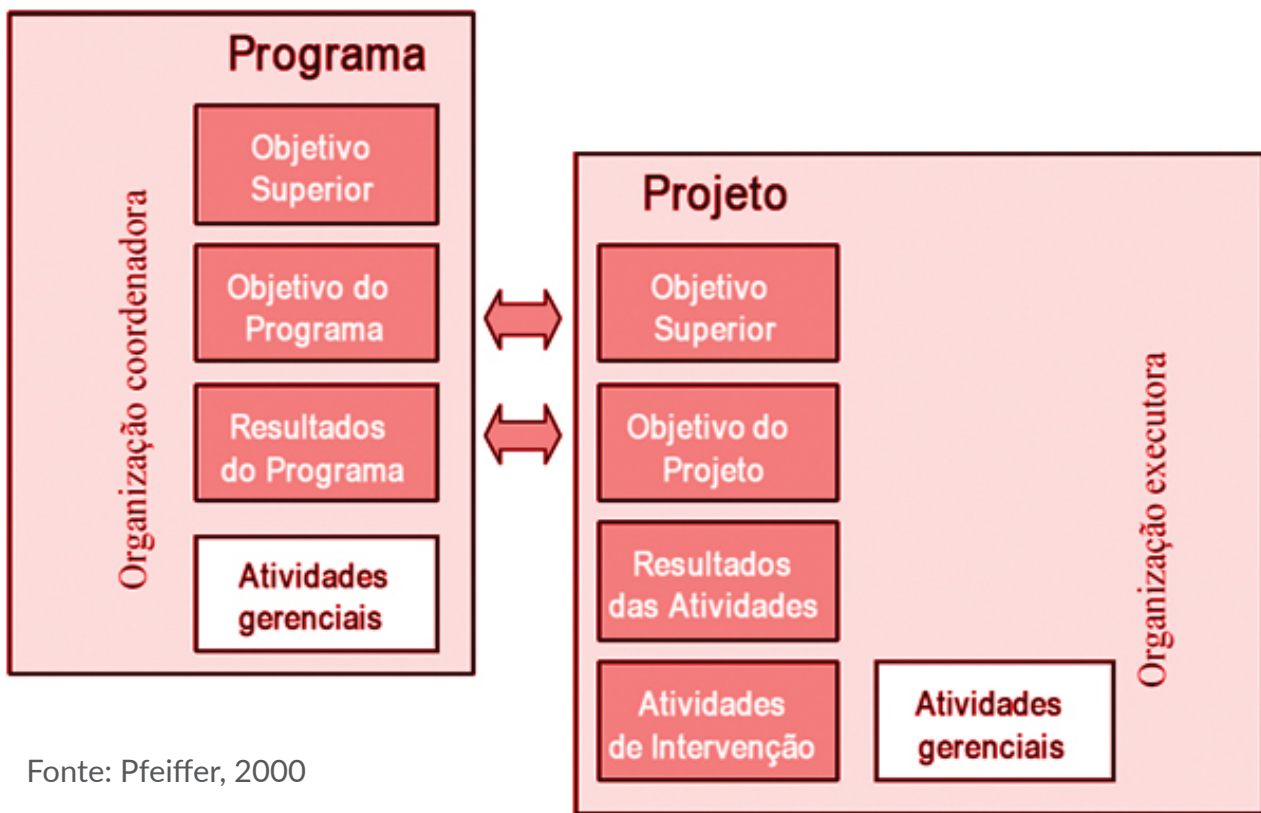 Programa
Organização coordenadora
Objetivo
Superior
Objetivo do
Programa
Resultados
do Programa
Atividades
gerenciais
Projeto
Objetivo
Superior
Objetivo do
Projeto
Resultados
das Atividades
Atividades
de Intervenção
Atividades
gerenciais
Organização executora
Fonte: Pfeiffer, 2000